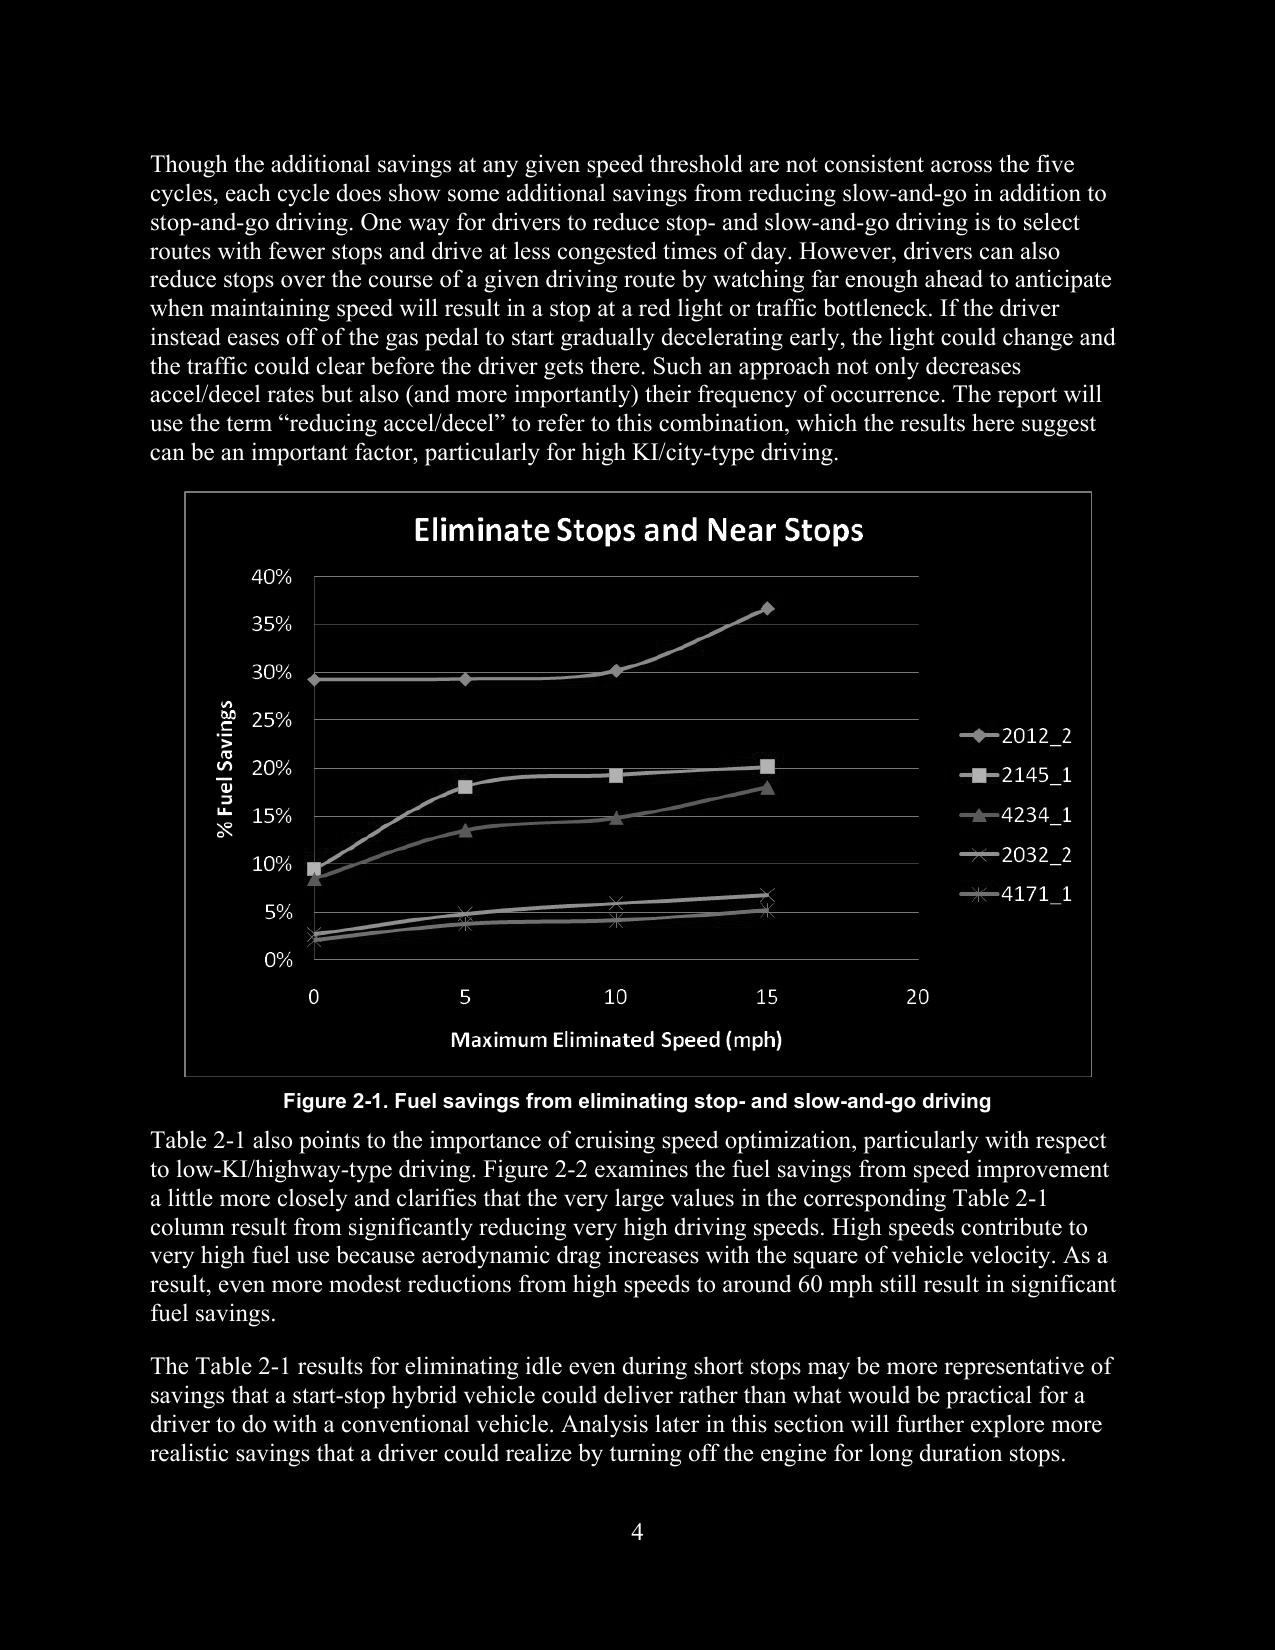 Though the additional savings at any given speed threshold are not consistent across the five
cycles, each cycle does show some additional savings from reducing slow-and-go in addition to
stop-and-go driving. One way for drivers to reduce stop- and slow-and-go driving is to select
routes with fewer stops and drive at less congested times of day. However, drivers can also
reduce stops over the course of a given driving route by watching far enough ahead to anticipate
when maintaining speed will result in a stop at a red light or traffic bottleneck. If the driver
instead eases off of the gas pedal to start gradually decelerating early, the light could change and
the traffic could clear before the driver gets there. Such an approach not only decreases
accel/decel rates but also (and more importantly) their frequency of occurrence. The report will
use the term “reducing accel/decel” to refer to this combination, which the results here suggest
can be an important factor, particularly for high KI/city-type driving.
Eliminate Stops and Near Stops
40%
35%
30%
25%
20%
15%
10%
5%
0%
% Fuel Savings
0 5 10 15 20
Maximum Eliminated Speed (mph)
2012_2
2145_1
4234_1
2032_2
4171_1
Figure 2-1. Fuel savings from eliminating stop- and slow-and-go driving
Table 2-1 also points to the importance of cruising speed optimization, particularly with respect
to low-KI/highway-type driving. Figure 2-2 examines the fuel savings from speed improvement
a little more closely and clarifies that the very large values in the corresponding Table 2-1
column result from significantly reducing very high driving speeds. High speeds contribute to
very high fuel use because aerodynamic drag increases with the square of vehicle velocity. As a
result, even more modest reductions from high speeds to around 60 mph still result in significant
fuel savings.
The Table 2-1 results for eliminating idle even during short stops may be more representative of
savings that a start-stop hybrid vehicle could deliver rather than what would be practical for a
driver to do with a conventional vehicle. Analysis later in this section will further explore more
realistic savings that a driver could realize by turning off the engine for long duration stops.
4